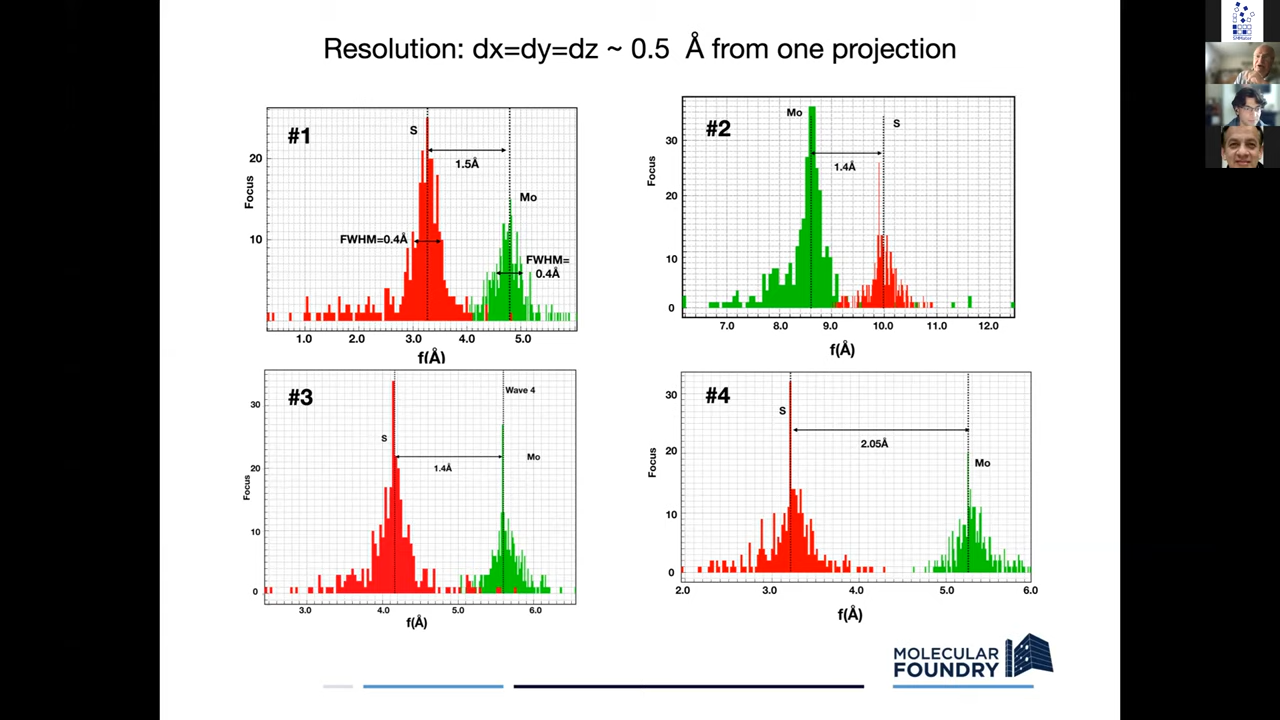 Resolution: dx=dy=dz ~ 0.5 Å from one projection
#1
S
1.5Å
Mo
FWHM=0.4Å
FWHM=
0.4Å
Focus
20
10
1.0 2.0 3.0 4.0 5.0
f(Å)
#2
Mo
S
1.4Å
Focus
30
20
10
0
7.0 8.0 9.0 10.0 11.0 12.0
f(Å)
#3
Wave 4
S
1.4Å
Mo
Focus
30
20
10
0
3.0 4.0 5.0 6.0
f(Å)
#4
S
2.05Å
Mo
Focus
30
20
10
0
2.0 3.0 4.0 5.0 6.0
f(Å)
MOLECULAR
FOUNDRY